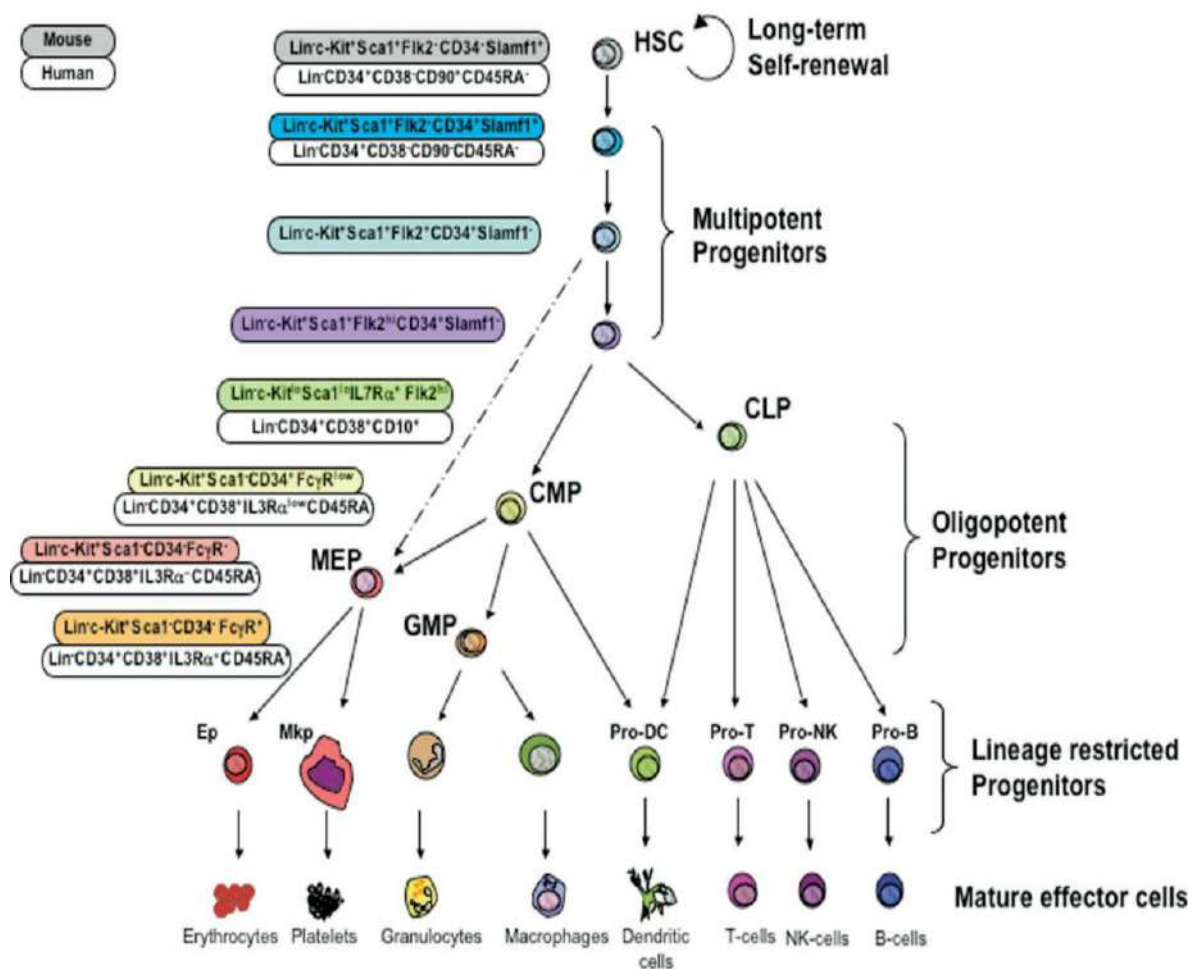 Mouse
Human
Lin⁻c-Kit⁺Sca1⁺Flk2⁻CD34⁻Slamf1⁺
Lin⁻CD34⁺CD38⁻CD90⁺CD45RA⁻
HSC
Long-term
Self-renewal
Lin⁻c-Kit⁺Sca1⁺Flk2⁻CD34⁺Slamf1⁺
Lin⁻CD34⁺CD38⁻CD90⁻CD45RA⁻
Lin⁻c-Kit⁺Sca1⁺Flk2⁺CD34⁺Slamf1⁻
Multipotent
Progenitors
Lin⁻c-Kit⁺Sca1⁺Flk2ʰⁱCD34⁺Slamf1⁻
Lin⁻c-Kitˡᵒ Sca1ˡᵒIL7Rα⁺ Flk2ʰⁱ
Lin⁻CD34⁺CD38⁺CD10⁺
CLP
Lin⁻c-Kit⁺Sca1⁻CD34⁺ FcγRˡᵒʷ
Lin⁻CD34⁺CD38⁺IL3RαˡᵒʷCD45RA
CMP
Oligopotent
Progenitors
Lin⁻c-Kit⁺Sca1⁻CD34⁻FcγR⁻
Lin⁻CD34⁺CD38⁺IL3Rα⁻ CD45RA⁻
MEP
Lin⁻c-Kit⁺Sca1⁻CD34⁻ FcγR⁺
Lin⁻CD34⁺CD38⁺IL3Rα⁺ CD45RA⁺
GMP
Ep
Mkp
Pro-DC
Pro-T
Pro-NK
Pro-B
Lineage restricted
Progenitors
Mature effector cells
Erythrocytes
Platelets
Granulocytes
Macrophages
Dendritic
cells
T-cells
NK-cells
B-cells